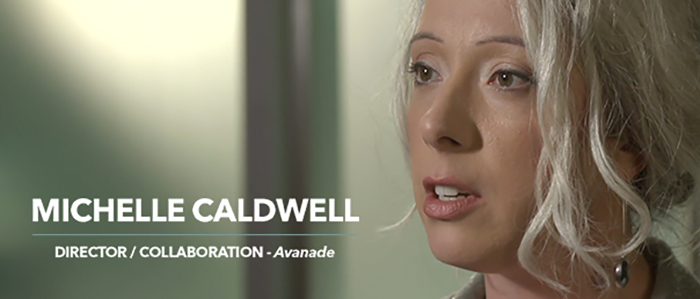 MICHELLE CALDWELL
DIRECTOR / COLLABORATION - Avanade